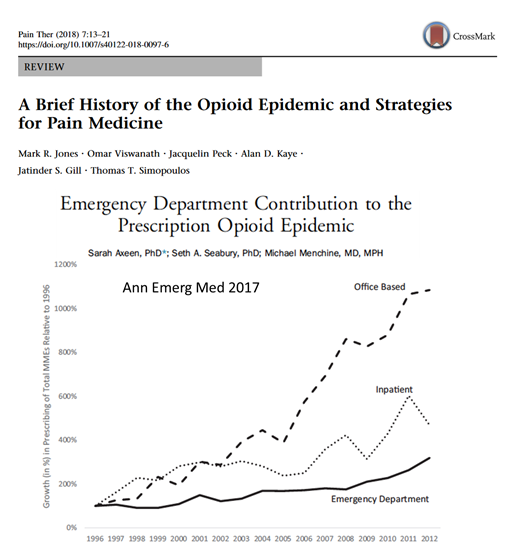 Pain Ther (2018) 7:13–21
https://doi.org/10.1007/s40122-018-0097-6
CrossMark
REVIEW
A Brief History of the Opioid Epidemic and Strategies
for Pain Medicine
Mark R. Jones · Omar Viswanath · Jacquelin Peck · Alan D. Kaye ·
Jatinder S. Gill · Thomas T. Simopoulos
Emergency Department Contribution to the
Prescription Opioid Epidemic
Sarah Axeen, PhD*; Seth A. Seabury, PhD; Michael Menchine, MD, MPH
Ann Emerg Med 2017
Growth (in %) in Prescribing of Total MMEs Relative to 1996
1200%
1000%
800%
600%
400%
200%
0%
Office Based
Inpatient
Emergency Department
1996 1997 1998 1999 2000 2001 2002 2003 2004 2005 2006 2007 2008 2009 2010 2011 2012